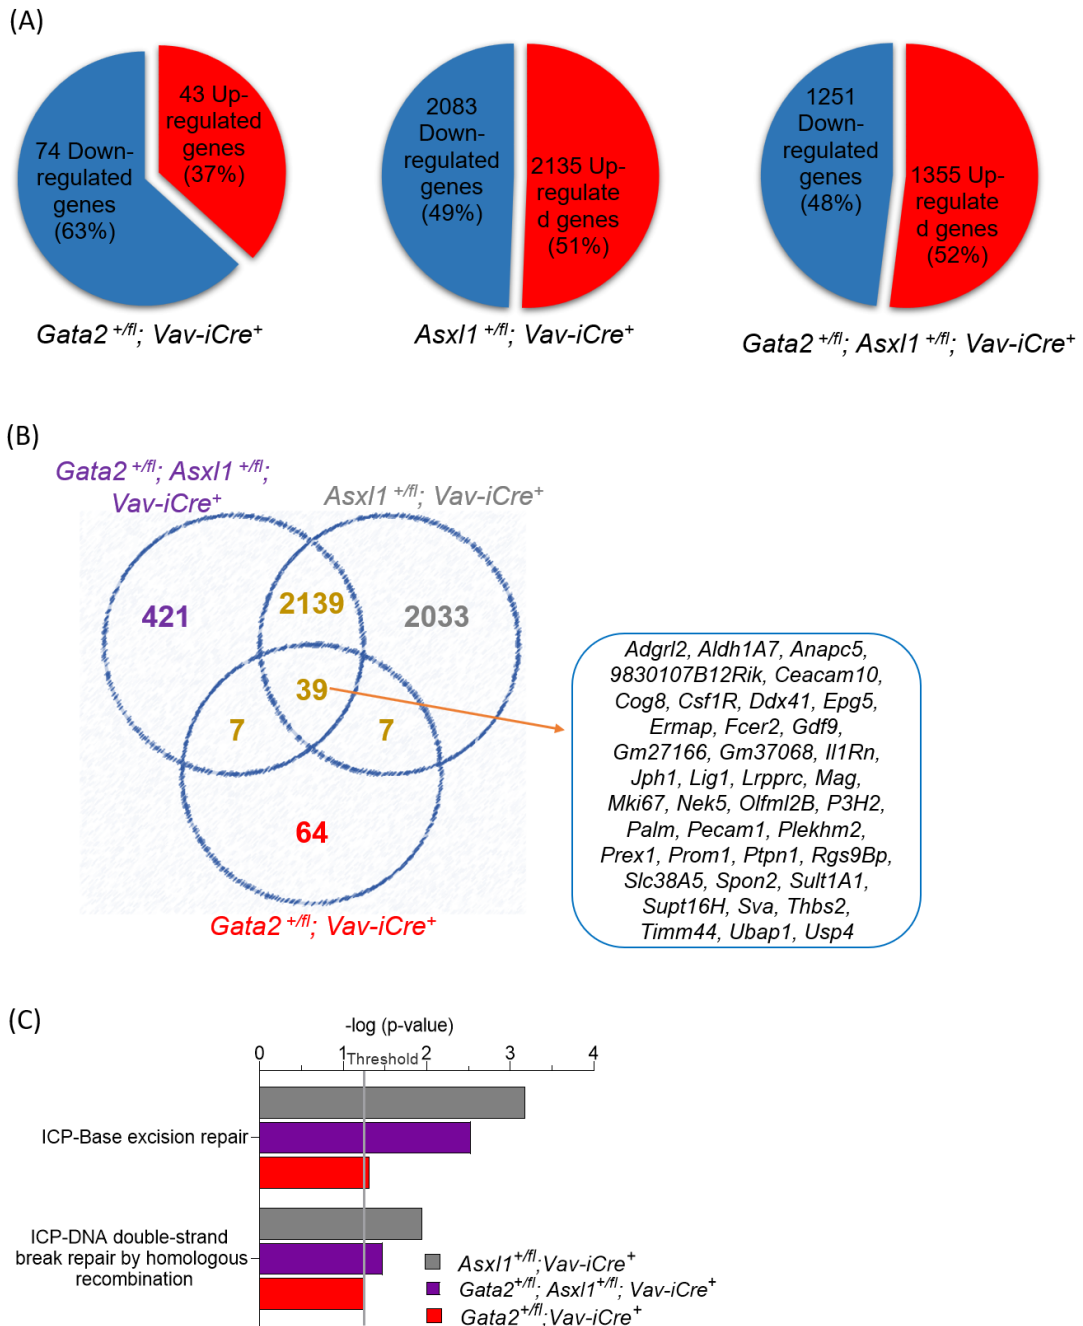 (A)
74 Down-
regulated
genes
(63%)
43 Up-
regulated
genes
(37%)
Gata2 +/fl; Vav-iCre+
2083
Down-
regulated
genes
(49%)
2135 Up-
regulate
d genes
(51%)
Asxl1 +/fl; Vav-iCre+
1251
Down-
regulated
genes
(48%)
1355 Up-
regulate
d genes
(52%)
Gata2 +/fl; Asxl1 +/fl; Vav-iCre+
(B)
Gata2 +/fl; Asxl1 +/fl;
Vav-iCre+
Asxl1 +/fl; Vav-iCre+
421
2139
2033
39
7
7
64
Gata2 +/fl; Vav-iCre+
Adgrl2, Aldh1A7, Anapc5,
9830107B12Rik, Ceacam10,
Cog8, Csf1R, Ddx41, Epg5,
Ermap, Fcer2, Gdf9,
Gm27166, Gm37068, Il1Rn,
Jph1, Lig1, Lrpprc, Mag,
Mki67, Nek5, Olfml2B, P3H2,
Palm, Pecam1, Plekhm2,
Prex1, Prom1, Ptpn1, Rgs9Bp,
Slc38A5, Spon2, Sult1A1,
Supt16H, Sva, Thbs2,
Timm44, Ubap1, Usp4
(C)
-log (p-value)
0 1 2 3 4
Threshold
ICP-Base excision repair
ICP-DNA double-strand
break repair by homologous
recombination
Asxl1+/fl;Vav-iCre+
Gata2+/fl; Asxl1+/fl; Vav-iCre+
Gata2+/fl;Vav-iCre+